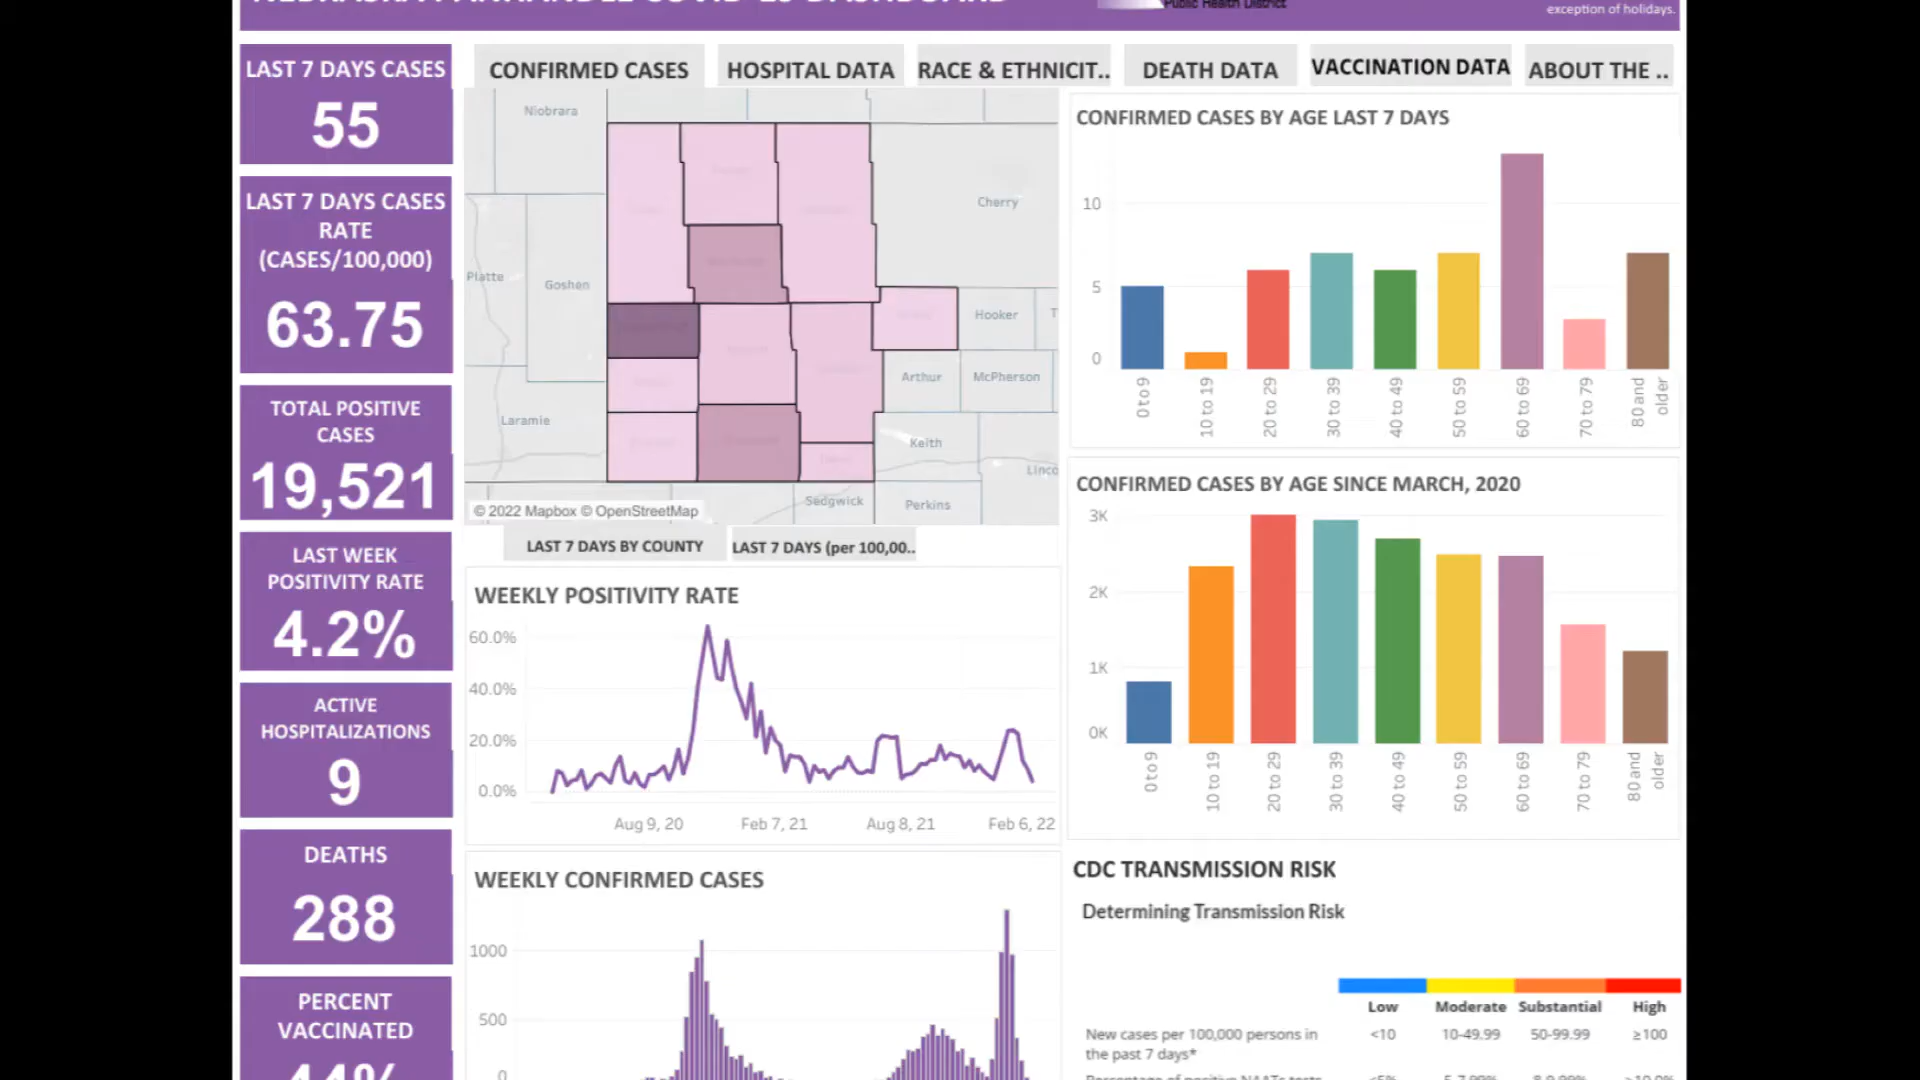 exception of holidays.
Public Health District
LAST 7 DAYS CASES
55
LAST 7 DAYS CASES
RATE
(CASES/100,000)
63.75
TOTAL POSITIVE
CASES
19,521
LAST WEEK
POSITIVITY RATE
4.2%
ACTIVE
HOSPITALIZATIONS
9
DEATHS
288
PERCENT
VACCINATED
CONFIRMED CASES
HOSPITAL DATA
RACE & ETHNICIT..
DEATH DATA
VACCINATION DATA
ABOUT THE ..
Niobrara
Cherry
Platte
Goshen
Hooker
T
Arthur
McPherson
Laramie
Keith
Linco
Sedgwick
Perkins
© 2022 Mapbox © OpenStreetMap
LAST 7 DAYS BY COUNTY
LAST 7 DAYS (per 100,00..
WEEKLY POSITIVITY RATE
60.0%
40.0%
20.0%
0.0%
Aug 9, 20
Feb 7, 21
Aug 8, 21
Feb 6, 22
WEEKLY CONFIRMED CASES
1000
500
0
CONFIRMED CASES BY AGE LAST 7 DAYS
10
5
0
0 to 9
10 to 19
20 to 29
30 to 39
40 to 49
50 to 59
60 to 69
70 to 79
80 and
older
CONFIRMED CASES BY AGE SINCE MARCH, 2020
3K
2K
1K
0K
0 to 9
10 to 19
20 to 29
30 to 39
40 to 49
50 to 59
60 to 69
70 to 79
80 and
older
CDC TRANSMISSION RISK
Determining Transmission Risk
Low Moderate Substantial High
New cases per 100,000 persons in <10 10-49.99 50-99.99 ≥100
the past 7 days*